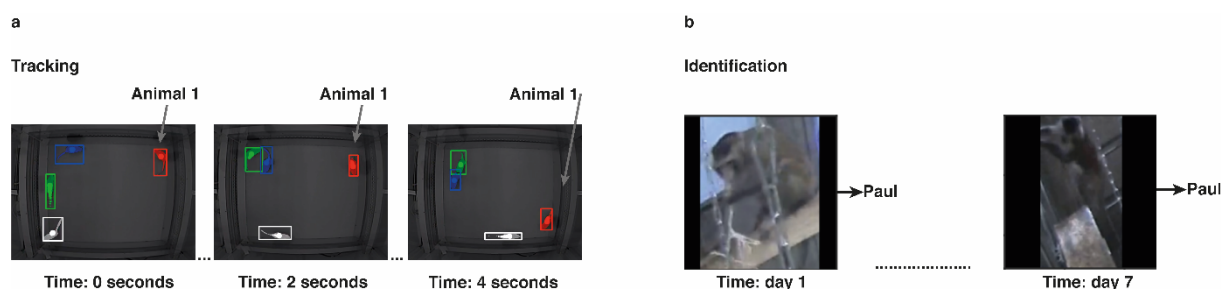 a
Tracking
Animal 1
Animal 1
Animal 1
...
...
Time: 0 seconds
Time: 2 seconds
Time: 4 seconds
b
Identification
Paul
Paul
Time: day 1
...................
Time: day 7